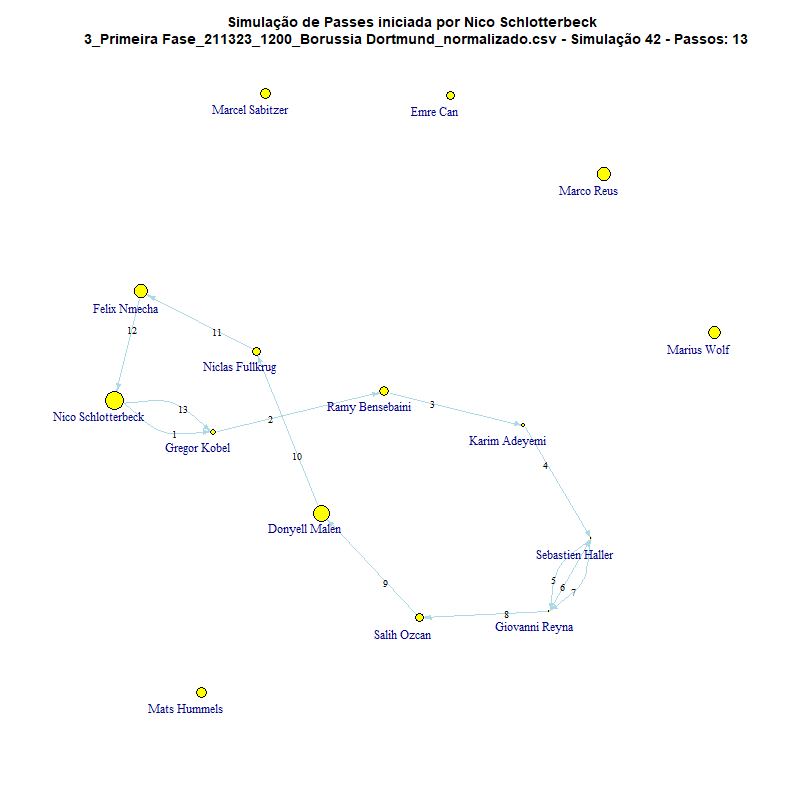 Simulação de Passes iniciada por Nico Schlotterbeck
3_Primeira Fase_211323_1200_Borussia Dortmund_normalizado.csv - Simulação 42 - Passos: 13
Marcel Sabitzer
Emre Can
Marco Reus
Felix Nmecha
12
11
Marius Wolf
Niclas Fullkrug
Nico Schlotterbeck
13
Ramy Bensebaini
3
2
1
Gregor Kobel
Karim Adeyemi
10
4
Donyell Malen
Sebastien Haller
9
5
6
7
8
Salih Ozcan
Giovanni Reyna
Mats Hummels